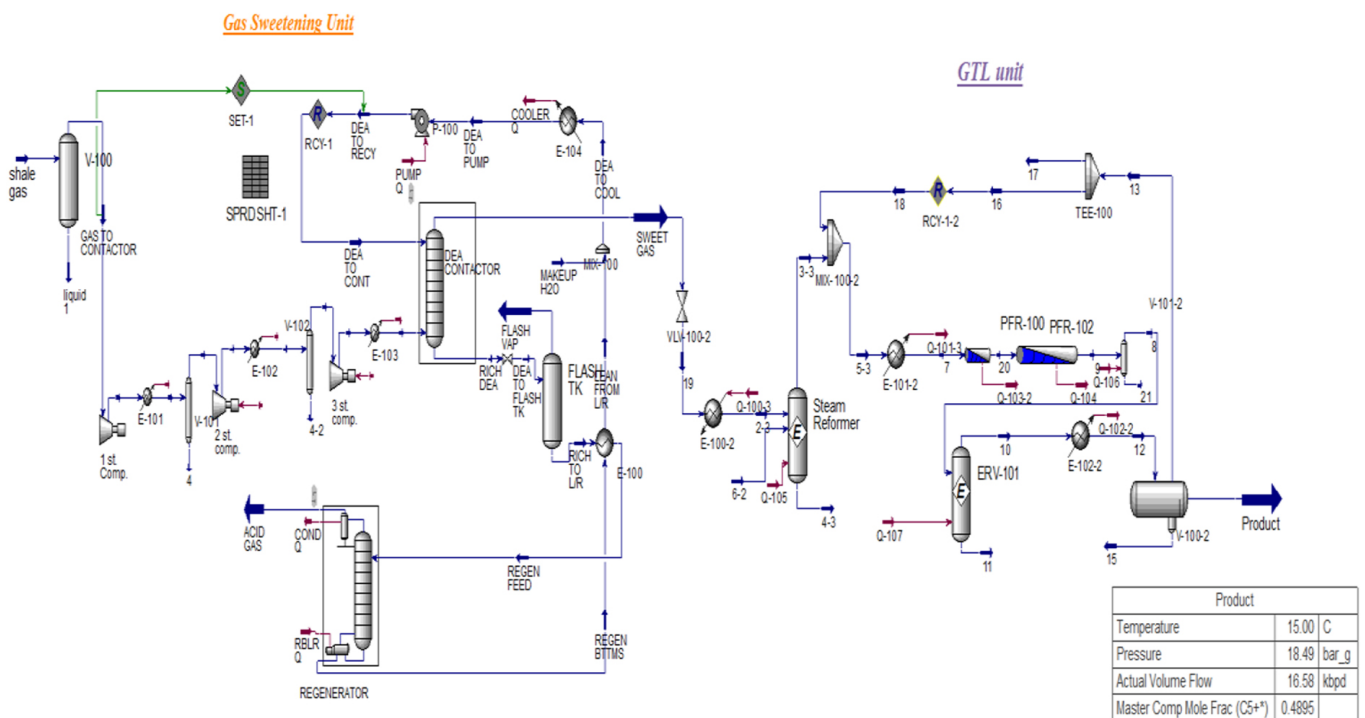 Gas Sweetening Unit
GTL unit
S
SET-1
SPRDSHT-1
shale
gas
V-100
GAS TO
CONTACTOR
liquid
1
R
RCY-1
DEA
TO
RECY
P-100
PUMP
Q
DEA
TO
PUMP
COOLER
Q
E-104
DEA
TO
COOL
DEA
TO
CONT
DEA
CONTACTOR
SWEET
GAS
MAKEUP
H2O
MIX-100
FLASH
VAP
RICH
DEA
DEA
TO
FLASH
TK
FLASH
TK
LEAN
FROM
L/R
RICH
TO
L/R
E-100
1 st.
Comp.
E-101
V-101
4
2 st.
comp.
E-102
V-102
4-2
3 st.
comp.
E-103
ACID
GAS
COND
Q
RBLR
Q
REGENERATOR
REGEN
FEED
REGEN
BTTMS
VLV-100-2
19
E-100-2
Q-100-3
2-3
6-2
Q-105
E
Steam
Reformer
4-3
3-3
MIX-100-2
18
R
RCY-1-2
16
17
TEE-100
13
5-3
E-101-2
Q-101-3
7
PFR-100
Q-103-2
20
PFR-102
Q-104
9
Q-106
V-101-2
8
21
E
ERV-101
Q-107
11
10
E-102-2
Q-102-2
12
V-100-2
15
Product
Product
Temperature 15.00 C
Pressure 18.49 bar_g
Actual Volume Flow 16.58 kbpd
Master Comp Mole Frac (C5+*) 0.4895